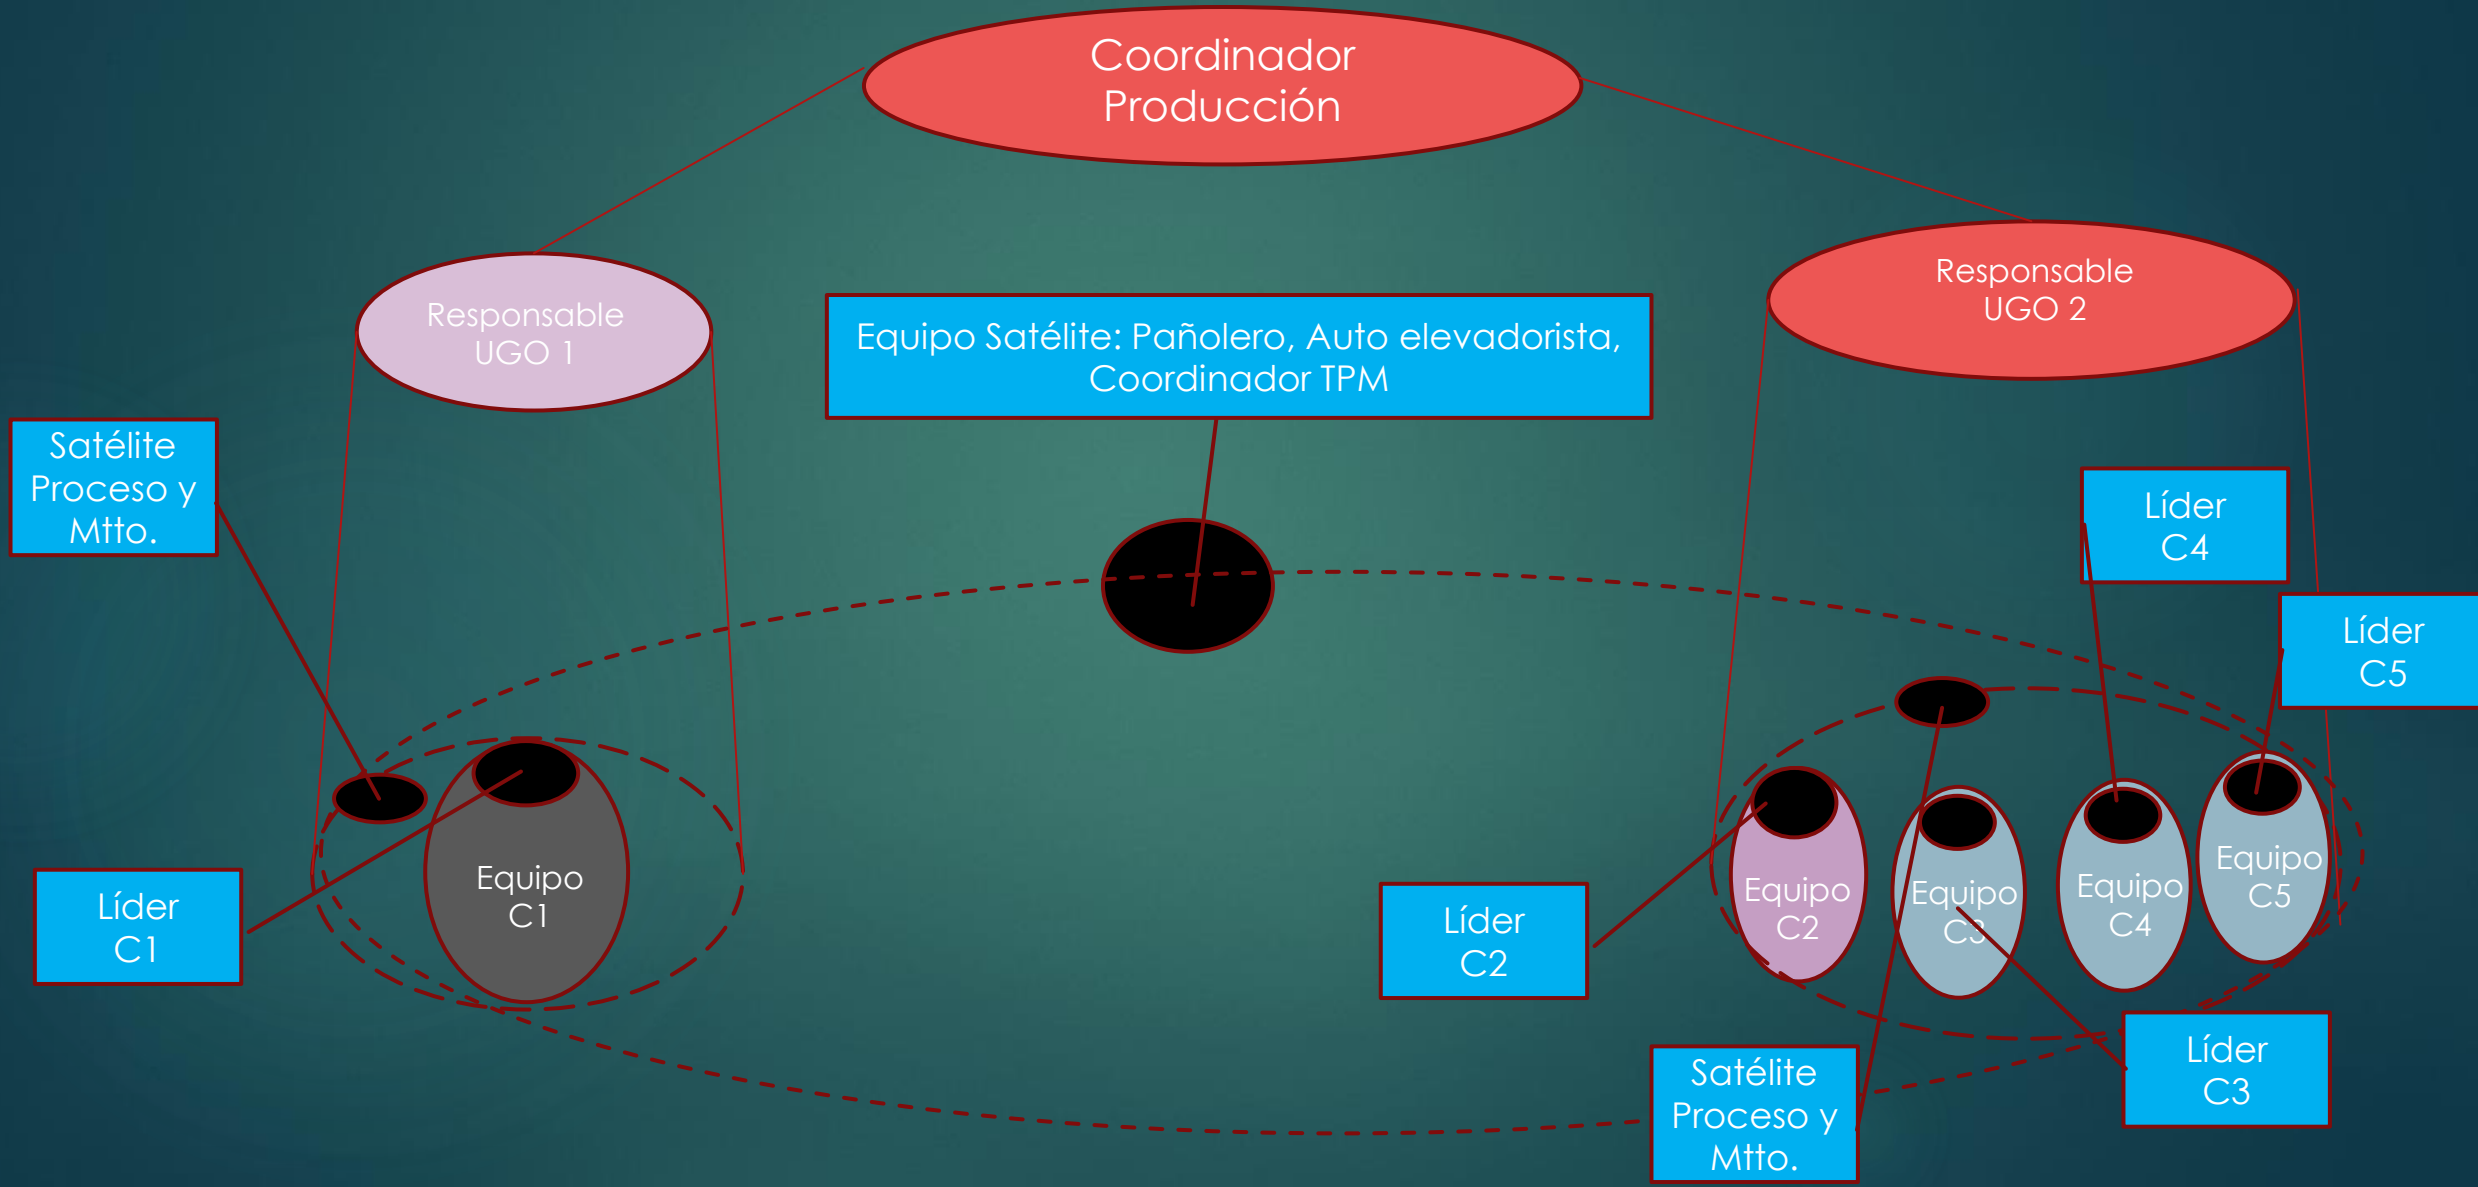 Coordinador
Producción
Responsable
UGO 1
Responsable
UGO 2
Equipo Satélite: Pañolero, Auto elevadorista,
Coordinador TPM
Satélite
Proceso y
Mtto.
Líder
C4
Líder
C5
Líder
C1
Equipo
C1
Líder
C2
Equipo
C2
Equipo
C3
Equipo
C4
Equipo
C5
Satélite
Proceso y
Mtto.
Líder
C3